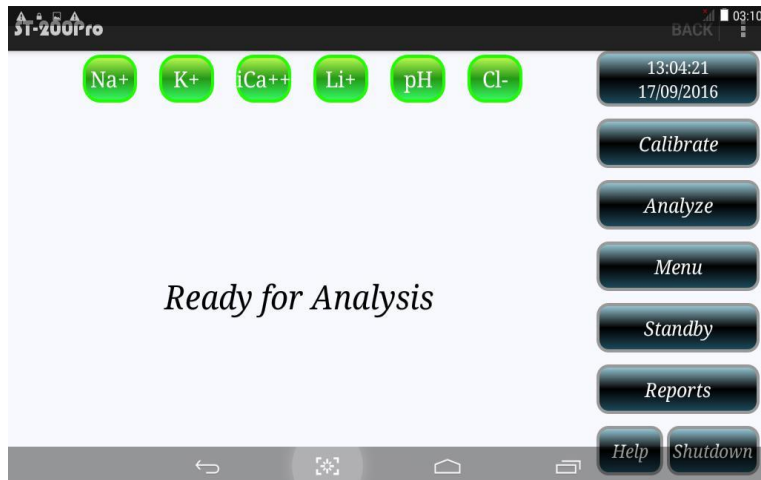 ST-200Pro
BACK
03:10
Na+ K+ iCa++ Li+ pH Cl-
13:04:21
17/09/2016
Calibrate
Analyze
Menu
Ready for Analysis
Standby
Reports
Help Shutdown